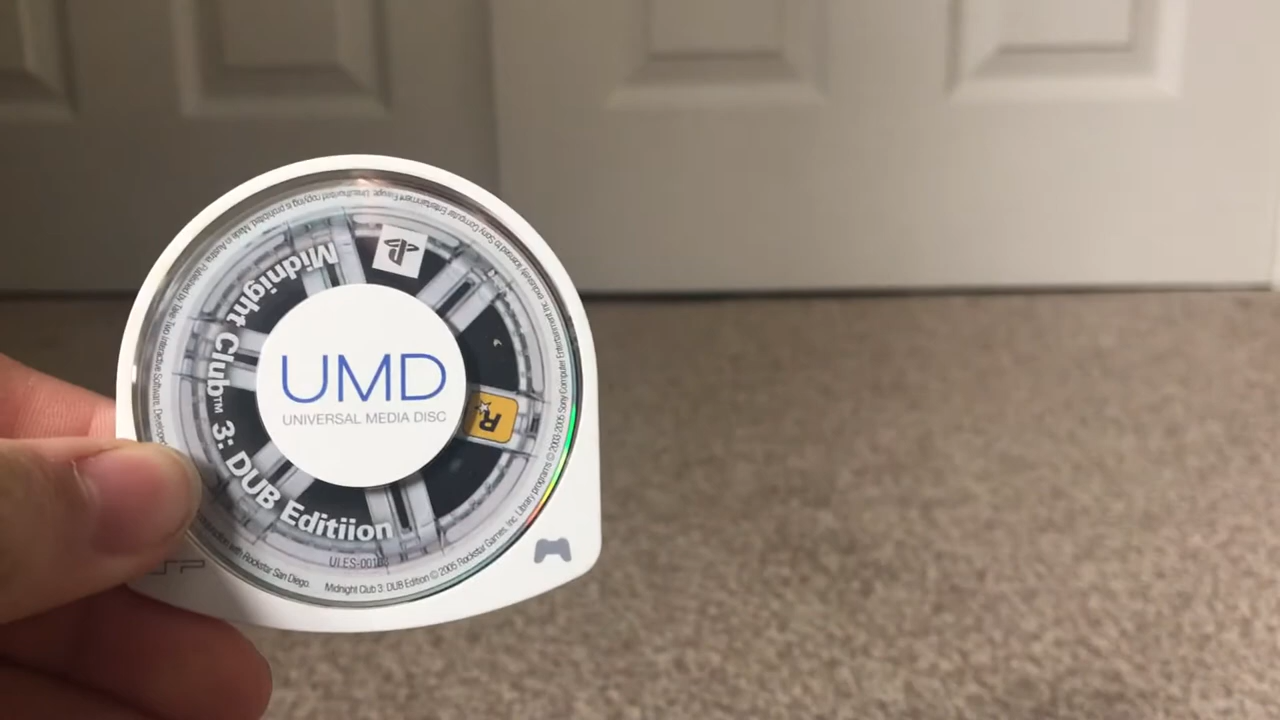 Midnight Club™ 3: DUB Editiion
UMD
UNIVERSAL MEDIA DISC
R
ULES-001
Midnight Club 3: DUB Edition © 2005 Rockstar Games, Inc. Library programs © 2003-2005 Sony Computer Entertainment Inc. exclusively licensed to Sony Computer Entertainment Europe. Unauthorised copying is prohibited. Made in Austria. Published by Take-Two Interactive Software. Developed
with Rockstar San Diego.